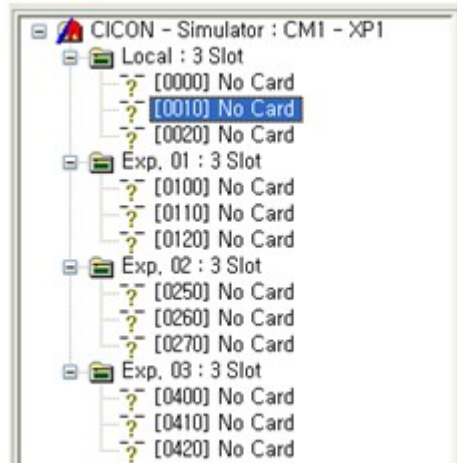 CICON - Simulator : CM1 - XP1
Local : 3 Slot
[0000] No Card
[0010] No Card
[0020] No Card
Exp, 01 : 3 Slot
[0100] No Card
[0110] No Card
[0120] No Card
Exp, 02 : 3 Slot
[0250] No Card
[0260] No Card
[0270] No Card
Exp, 03 : 3 Slot
[0400] No Card
[0410] No Card
[0420] No Card